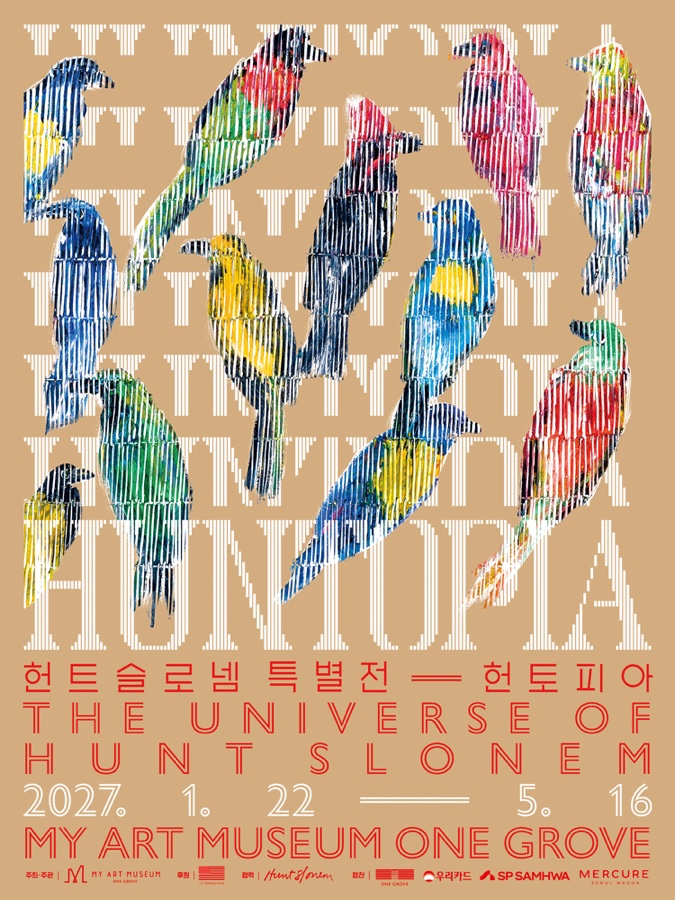 HUNTOPIA
헌트슬로넴 특별전 — 헌토피아
THE UNIVERSE OF
HUNT SLONEM
2027. 1. 22 — 5. 16
MY ART MUSEUM ONE GROVE
주최·주관 | MY ART MUSEUM ONE GROVE 후원 | 협력 | Hunt Slonem 협찬 | ONE GROVE 우리카드 SP SAMHWA MERCURE SEOUL MAGOK